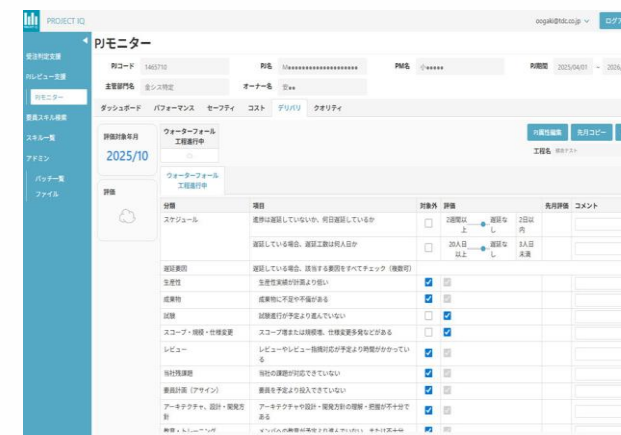 PROJECT IQ
oogaki@tdc.co.jp
ログア
受注判定支援
PJレビュー支援
PJモニター
要員スキル検索
スキル一覧
アドミン
バッチ一覧
ファイル
PJモニター
PJコード 1465710 PJ名 PM名 PJ期間 2025/04/01 ~ 2026/
主管部門名 金シス特定 オーナー名
ダッシュボード パフォーマンス セーフティ コスト デリバリ クオリティ
評価対象年月
2025/10
評価
ウォーターフォール
工程進行中
PJ属性編集 先月コピー
工程名
ウォーターフォール
工程進行中
分類 項目 対象外 評価 先月評価 コメント
スケジュール 進捗は遅延していないか、何日遅延しているか 2週間以上 遅延なし 2日以内
遅延している場合、遅延工数は何人日か 20人日以上 遅延なし 3人日未満
遅延要因 遅延している場合、該当する要因をすべてチェック（複数可）
生産性 生産性実績が計画より低い
成果物 成果物に不足や不備がある
試験 試験進行が予定より進んでいない
スコープ・規模・仕様変更 スコープ増または規模増、仕様変更多発などがある
レビュー レビューやレビュー指摘対応が予定より時間がかかっている
当社残課題 当社の課題が対応できていない
要員計画（アサイン） 要員を予定より投入できていない
アーキテクチャ、設計・開発方針 アーキテクチャや設計・開発方針の理解・把握が不十分である